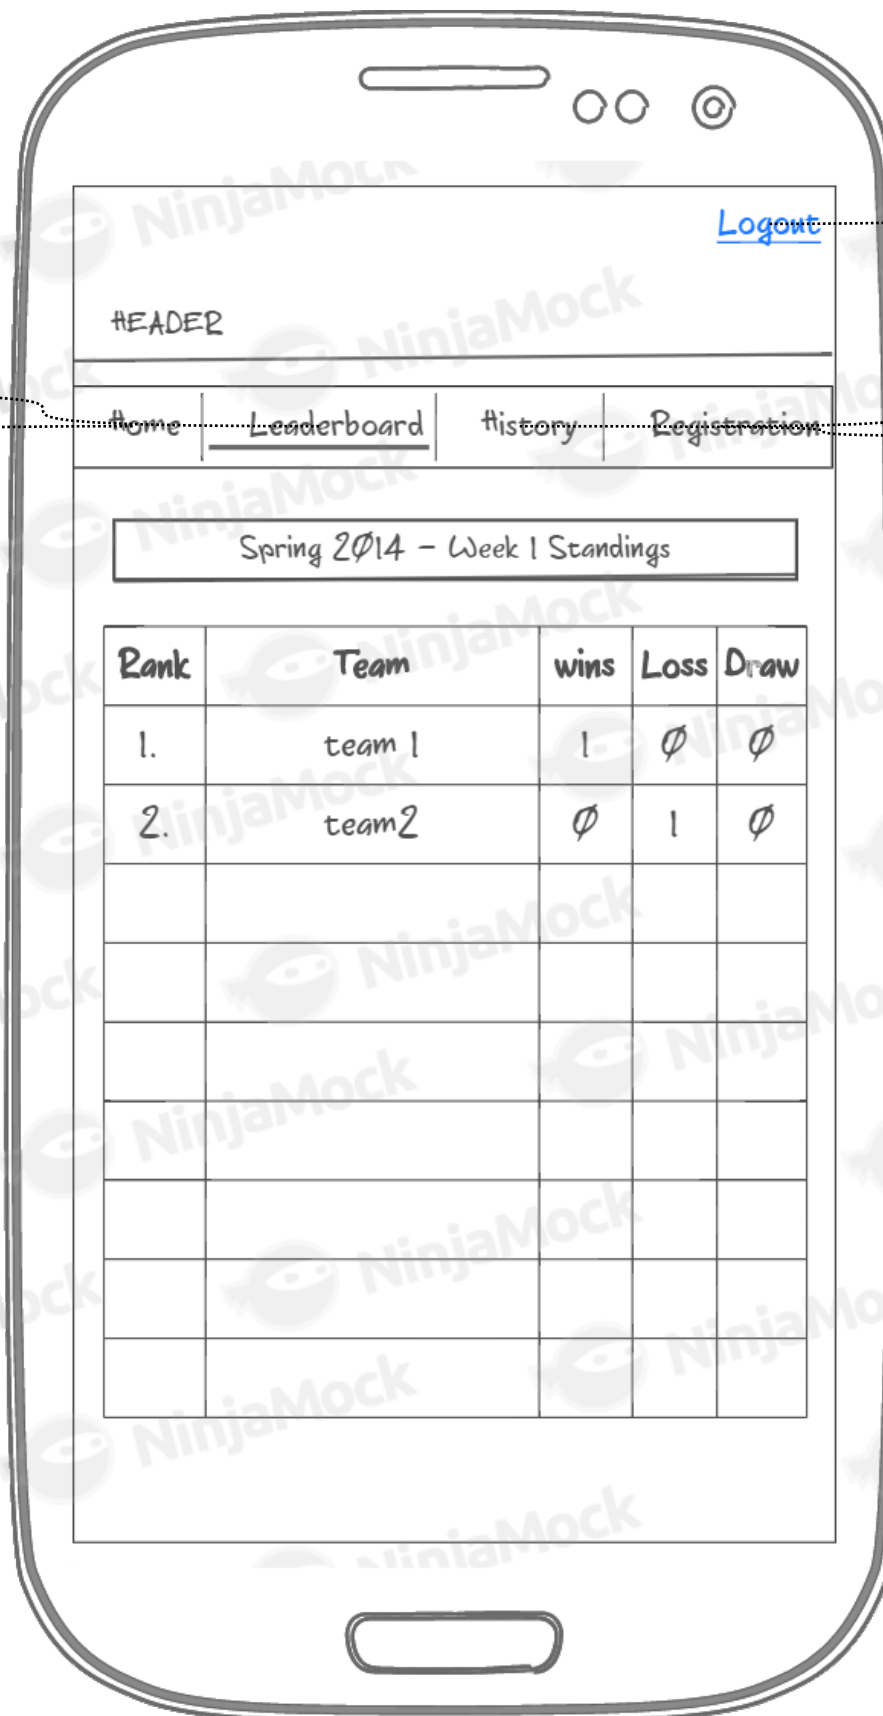 Logout
HEADER
Home Leaderboard History Registration
Spring 2014 - Week 1 Standings
Rank Team wins Loss Draw
1. team 1 1 0 0
2. team2 0 1 0
NinjaMock